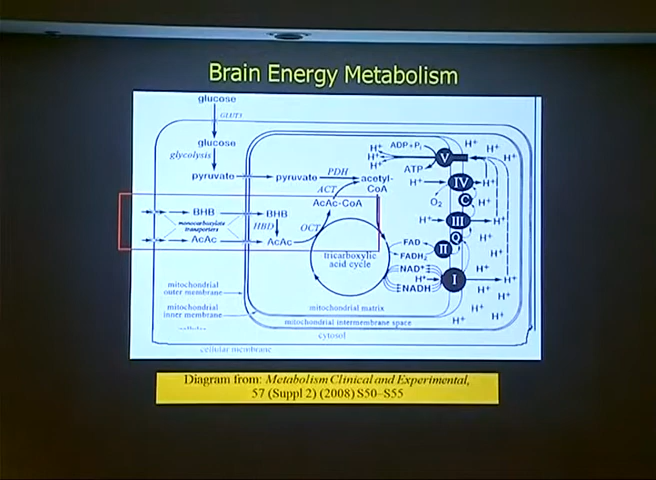 Brain Energy Metabolism
glucose
GLUT3
glucose
glycolysis
pyruvate
pyruvate
PDH
acetyl-
CoA
ACT
AcAc-CoA
OCT
BHB
BHB
monocarboxylate
transporters
HBD
AcAc
AcAc
tricarboxylic
acid cycle
ADP+Pi
ATP
H+
H+
H+
V
H+
H+
H+
H+
IV
H+
O2
C
H+
III
H+
Q
H+
H+
FAD
II
FADH2
H+
NAD+
H+
I
H+
NADH
H+
H+
H+
H+
H+
mitochondrial
outer membrane
mitochondrial
inner membrane
mitochondrial matrix
mitochondrial intermembrane space
cytosol
cellular membrane
Diagram from: Metabolism Clinical and Experimental,
57 (Suppl 2) (2008) S50–S55